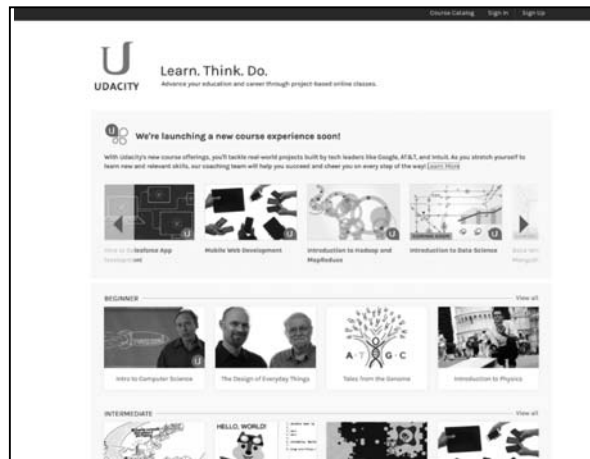 Course Catalog Sign In Sign Up
U
UDACITY
Learn. Think. Do.
Advance your education and career through project-based online classes.
We're launching a new course experience soon!
With Udacity's new course offerings, you'll tackle real-world projects built by tech leaders like Google, AT&T, and Intuit. As you stretch yourself to
learn new and relevant skills, our coaching team will help you succeed and cheer you on every step of the way! Learn More
Mobile Web Development
Introduction to Hadoop and
MapReduce
Introduction to Data Science
BEGINNER
View all
A T G C
Intro to Computer Science
The Design of Everyday Things
Tales from the Genome
Introduction to Physics
INTERMEDIATE
View all
HELLO, WORLD!